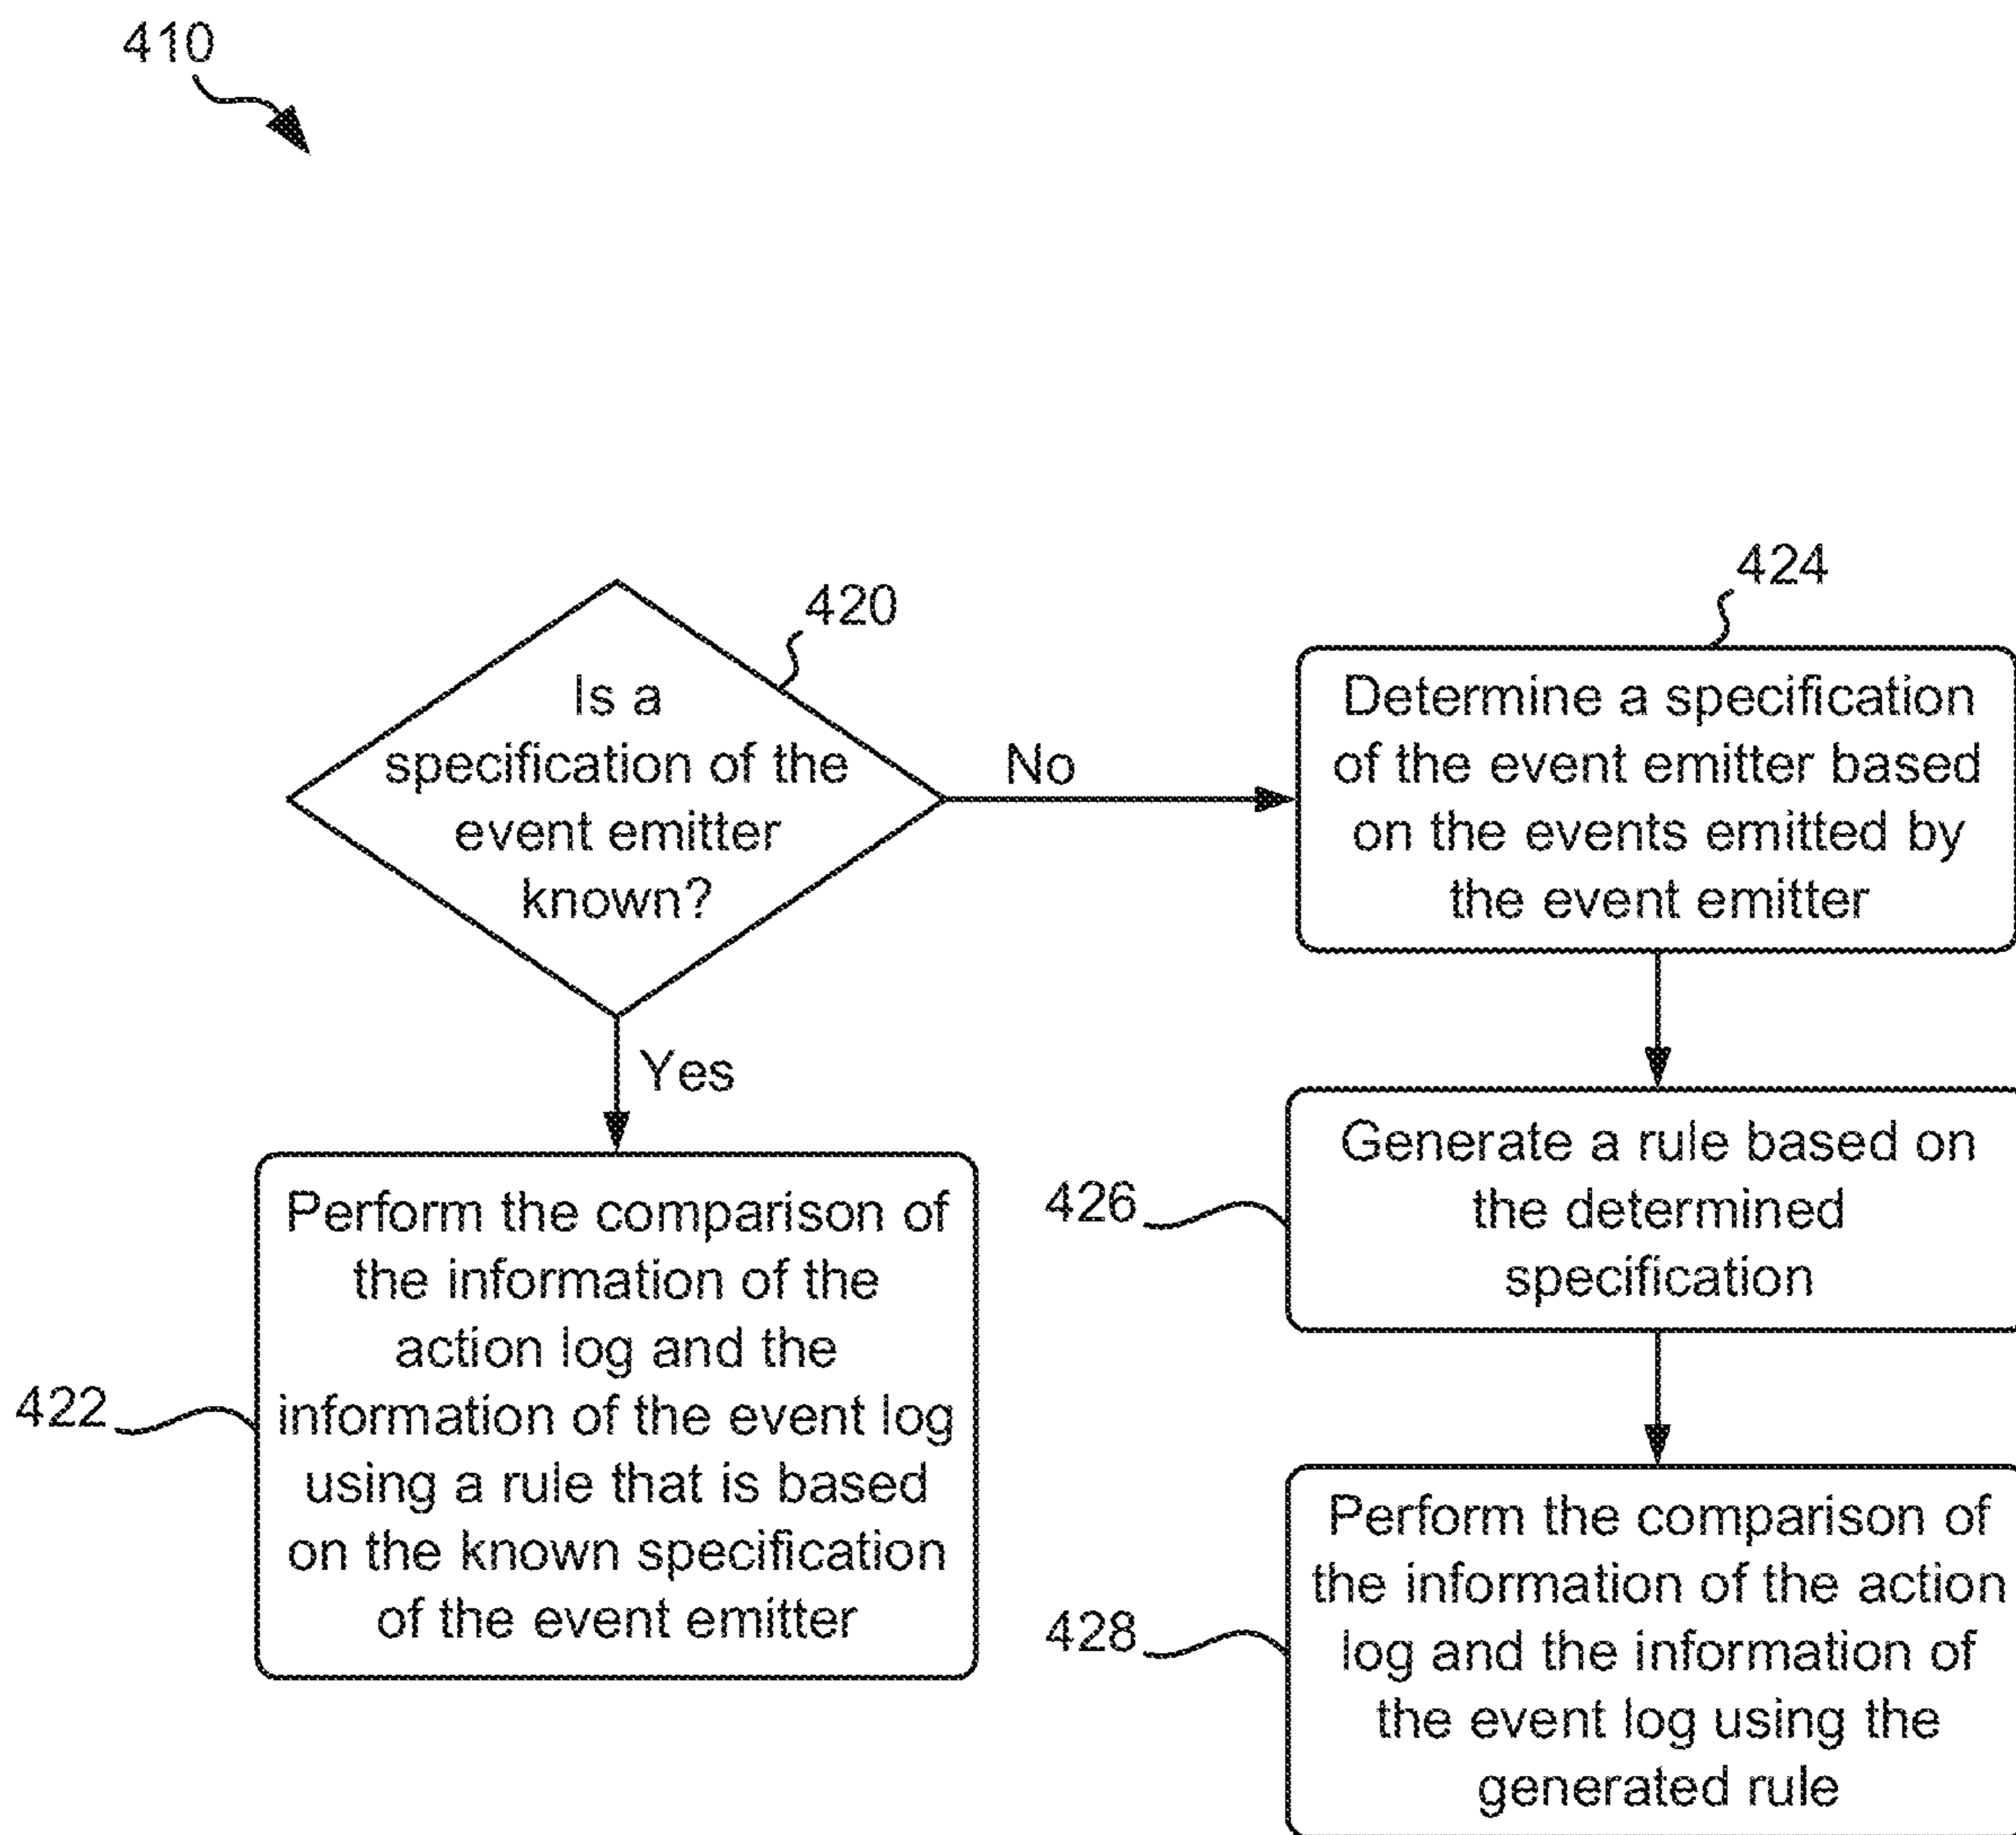 410
420
Is a
specification of the
event emitter
known?
No
Yes
422
Perform the comparison of
the information of the
action log and the
information of the event log
using a rule that is based
on the known specification
of the event emitter
424
Determine a specification
of the event emitter based
on the events emitted by
the event emitter
426
Generate a rule based on
the determined
specification
428
Perform the comparison of
the information of the action
log and the information of
the event log using the
generated rule